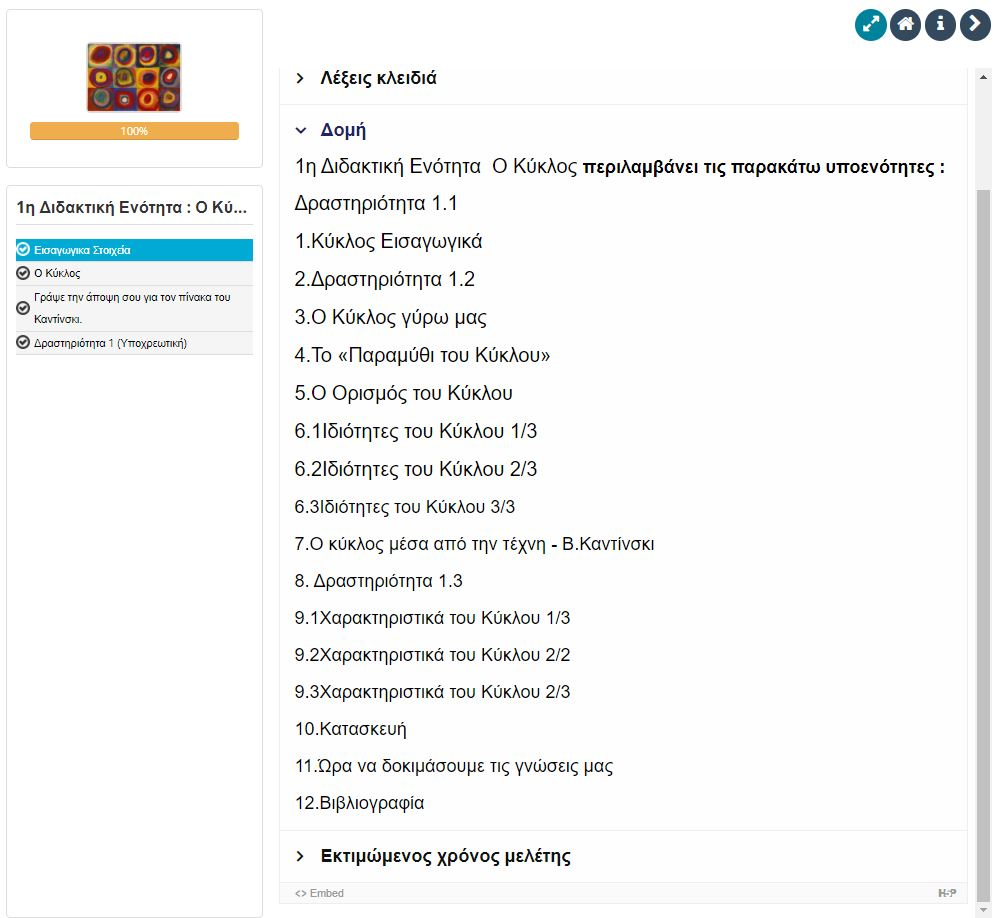 100%
1η Διδακτική Ενότητα : Ο Κύ...
Εισαγωγικα Στοιχεία
Ο Κύκλος
Γράψε την άποψη σου για τον πίνακα του
Καντίνσκι.
Δραστηριότητα 1 (Υποχρεωτική)
Λέξεις κλειδιά
Δομή
1η Διδακτική Ενότητα Ο Κύκλος περιλαμβάνει τις παρακάτω υποενότητες :
Δραστηριότητα 1.1
1.Κύκλος Εισαγωγικά
2.Δραστηριότητα 1.2
3.Ο Κύκλος γύρω μας
4.Το «Παραμύθι του Κύκλου»
5.Ο Ορισμός του Κύκλου
6.1Ιδιότητες του Κύκλου 1/3
6.2Ιδιότητες του Κύκλου 2/3
6.3Ιδιότητες του Κύκλου 3/3
7.Ο κύκλος μέσα από την τέχνη - Β.Καντίνσκι
8. Δραστηριότητα 1.3
9.1Χαρακτηριστικά του Κύκλου 1/3
9.2Χαρακτηριστικά του Κύκλου 2/2
9.3Χαρακτηριστικά του Κύκλου 2/3
10.Κατασκευή
11.Ώρα να δοκιμάσουμε τις γνώσεις μας
12.Βιβλιογραφία
Εκτιμώμενος χρόνος μελέτης
<> Embed
H5P